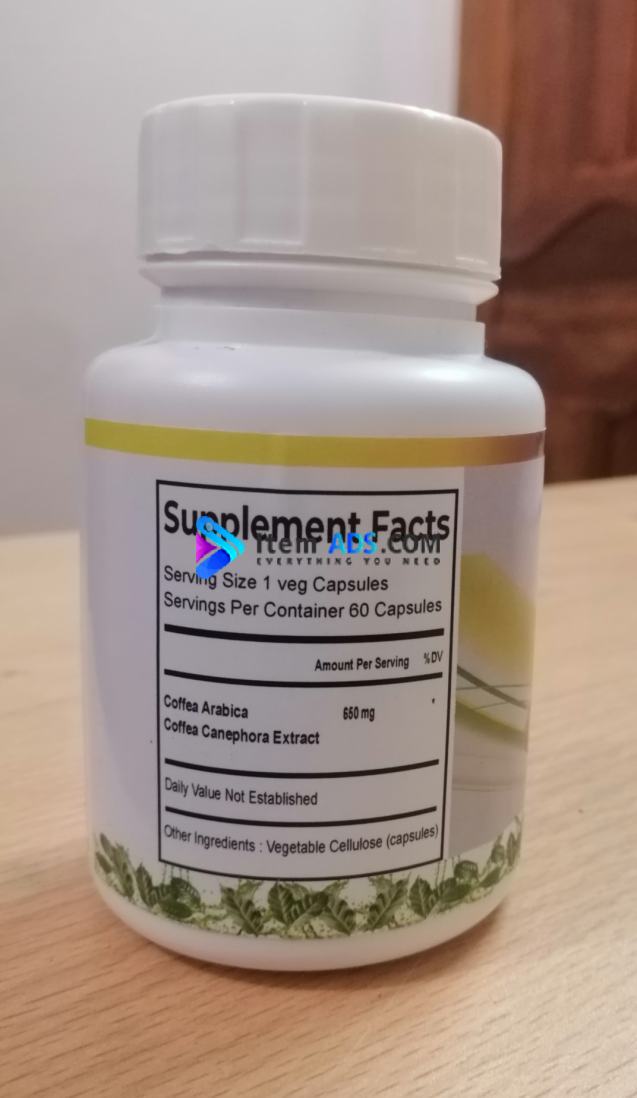 Supplement Facts
Item ADS.COM
EVERYTHING YOU NEED
Serving Size 1 veg Capsules
Servings Per Container 60 Capsules
Amount Per Serving %DV
Coffea Arabica 650 mg *
Coffea Canephora Extract
Daily Value Not Established
Other Ingredients : Vegetable Cellulose (capsules)